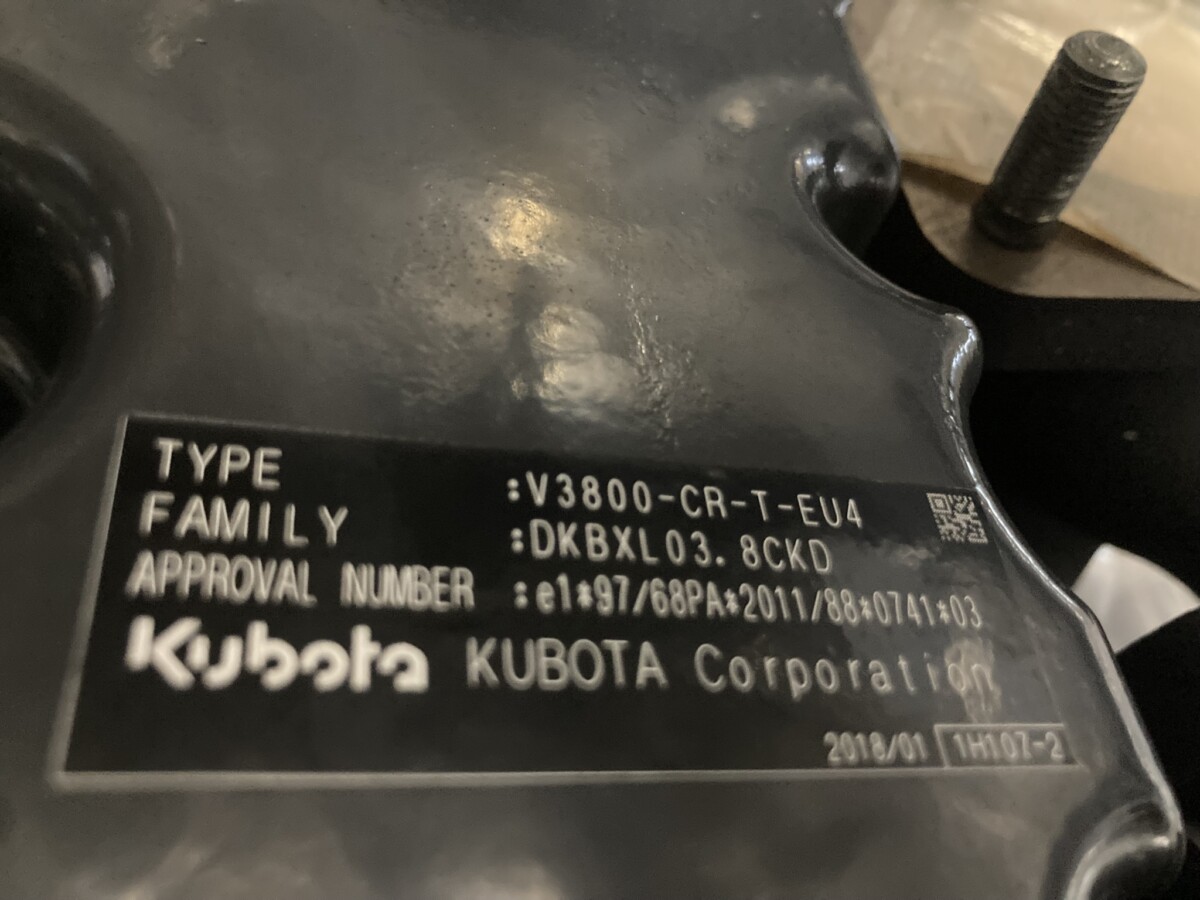 TYPE :V3800-CR-T-EU4
FAMILY :DKBXL03.8CKD
APPROVAL NUMBER :e1*97/68PA*2011/88*0741*03
Kubota KUBOTA Corporation
2018/01 1H107-2